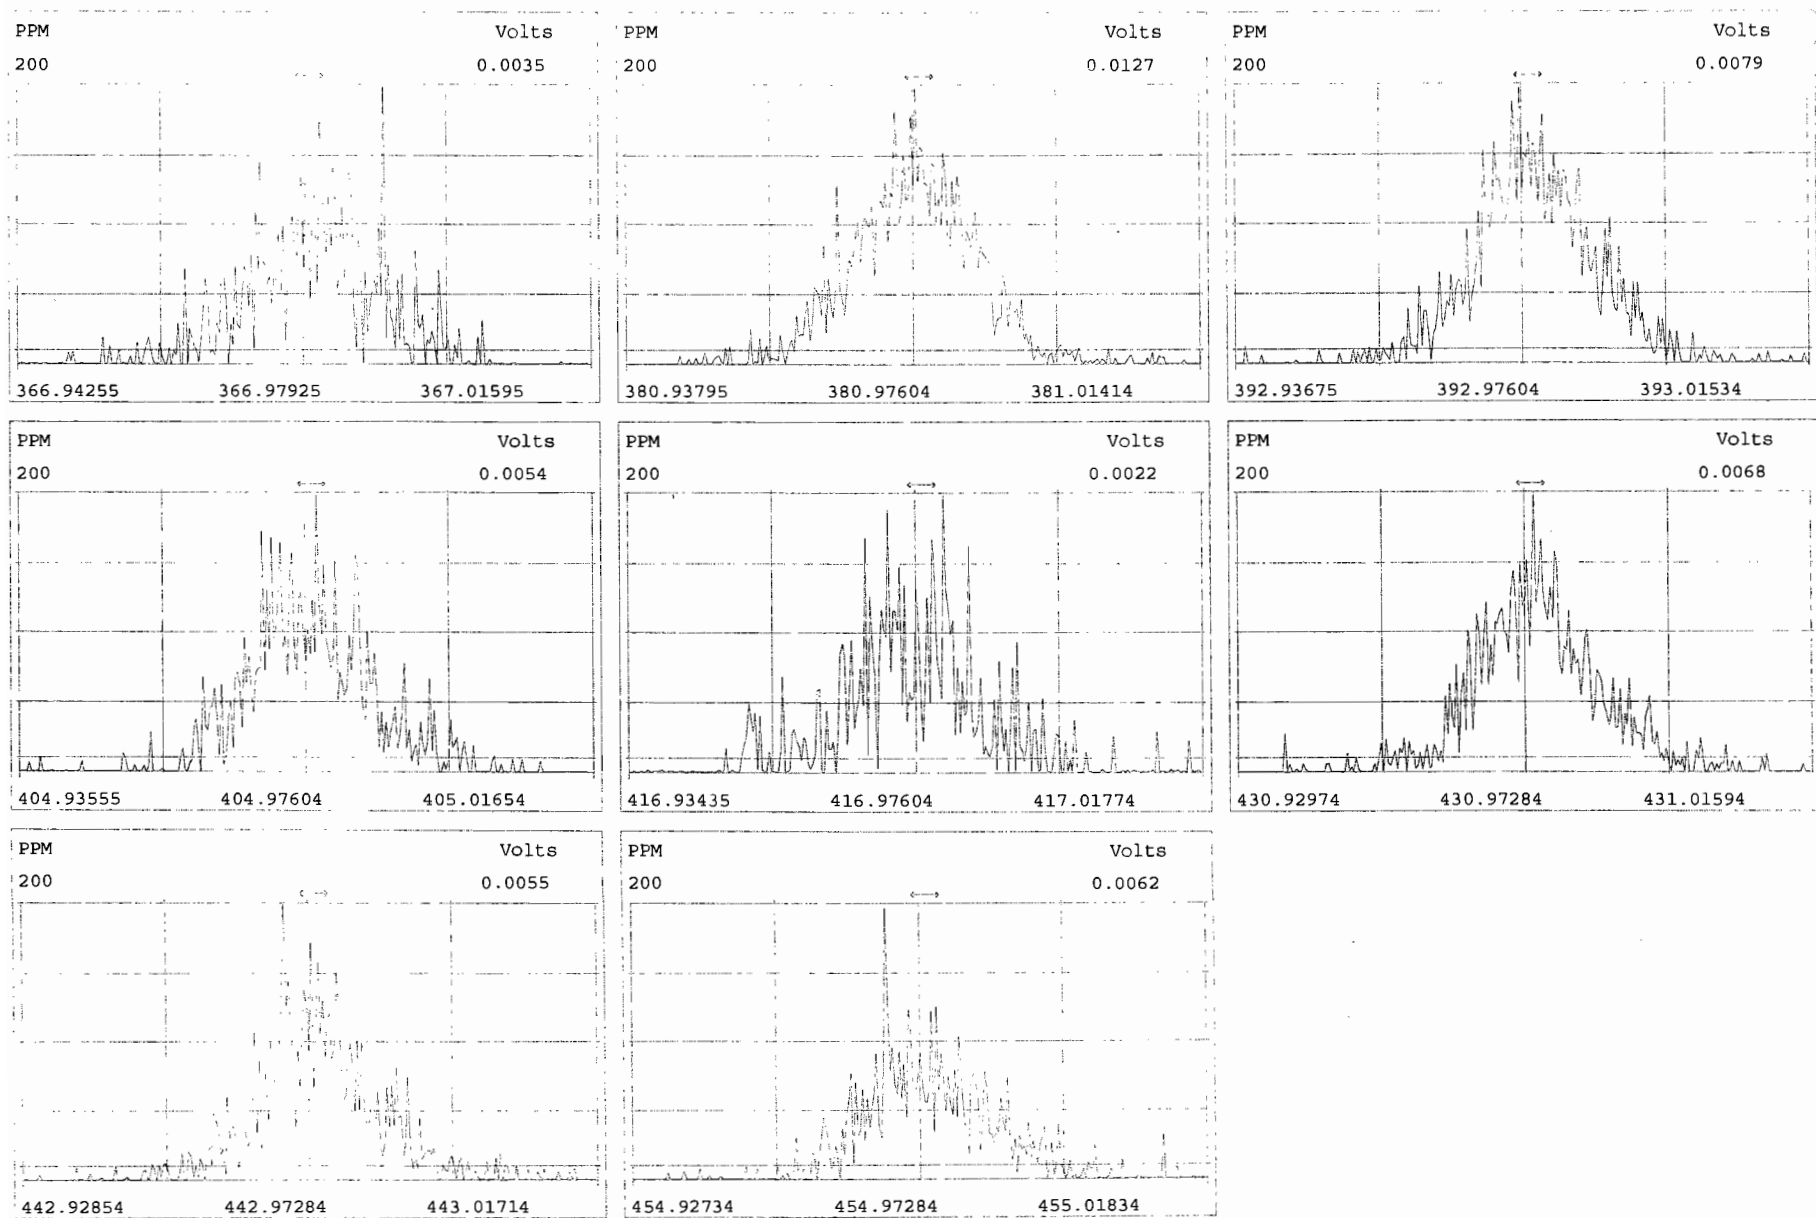 PPM Volts
200 0.0035
366.94255 366.97925 367.01595
PPM Volts
200 0.0127
380.93795 380.97604 381.01414
PPM Volts
200 0.0079
392.93675 392.97604 393.01534
PPM Volts
200 0.0054
404.93555 404.97604 405.01654
PPM Volts
200 0.0022
416.93435 416.97604 417.01774
PPM Volts
200 0.0068
430.92974 430.97284 431.01594
PPM Volts
200 0.0055
442.92854 442.97284 443.01714
PPM Volts
200 0.0062
454.92734 454.97284 455.01834